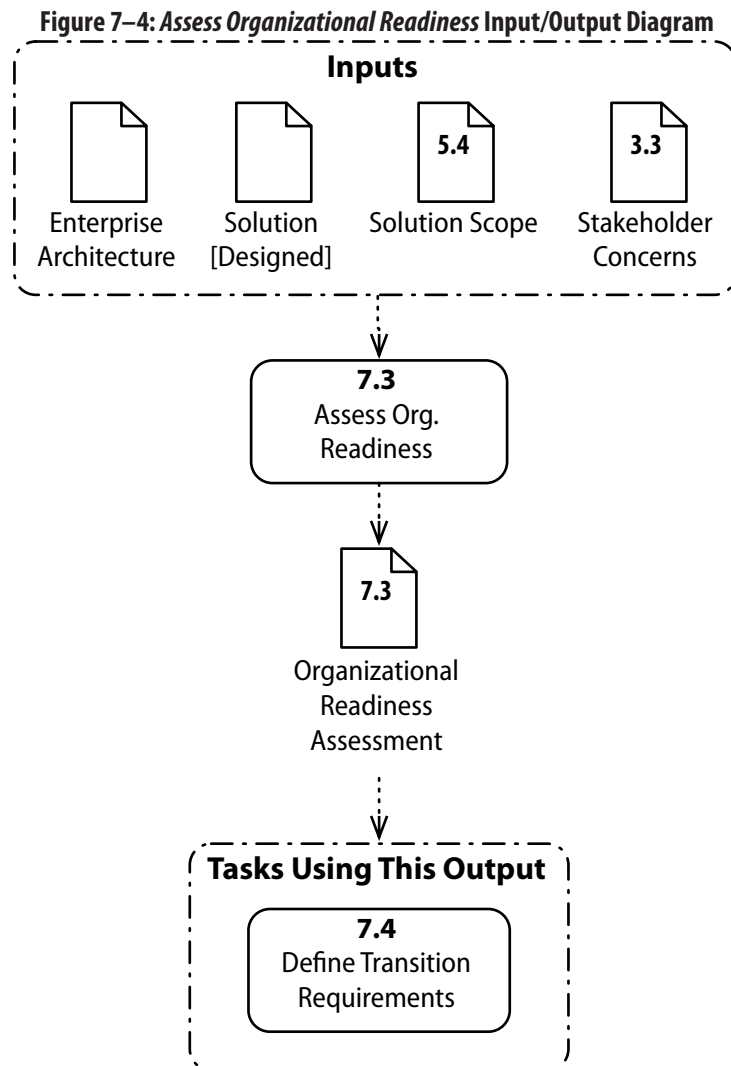 Figure 7–4: Assess Organizational Readiness Input/Output Diagram
Inputs
5.4
3.3
Enterprise Architecture
Solution [Designed]
Solution Scope
Stakeholder Concerns
7.3
Assess Org.
Readiness
7.3
Organizational
Readiness
Assessment
Tasks Using This Output
7.4
Define Transition
Requirements